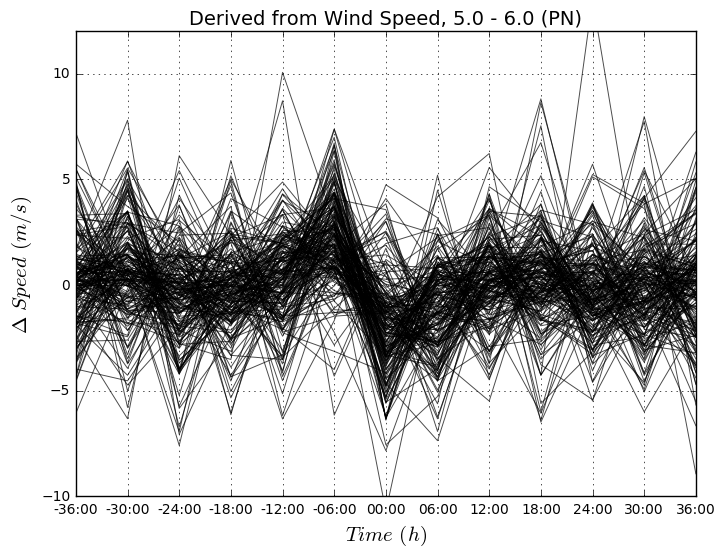 Derived from Wind Speed, 5.0 - 6.0 (PN)
Δ Speed (m/s)
10
5
0
−5
−10
-36:00 -30:00 -24:00 -18:00 -12:00 -06:00 00:00 06:00 12:00 18:00 24:00 30:00 36:00
Time (h)